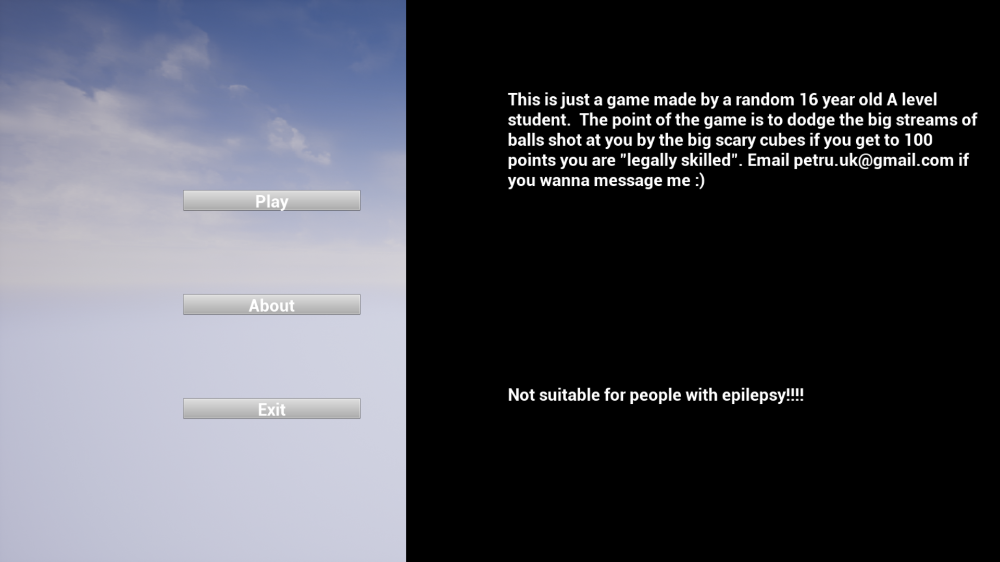 Play
About
Exit
This is just a game made by a random 16 year old A level
student.  The point of the game is to dodge the big streams of
balls shot at you by the big scary cubes if you get to 100
points you are "legally skilled". Email petru.uk@gmail.com if
you wanna message me :)
Not suitable for people with epilepsy!!!!